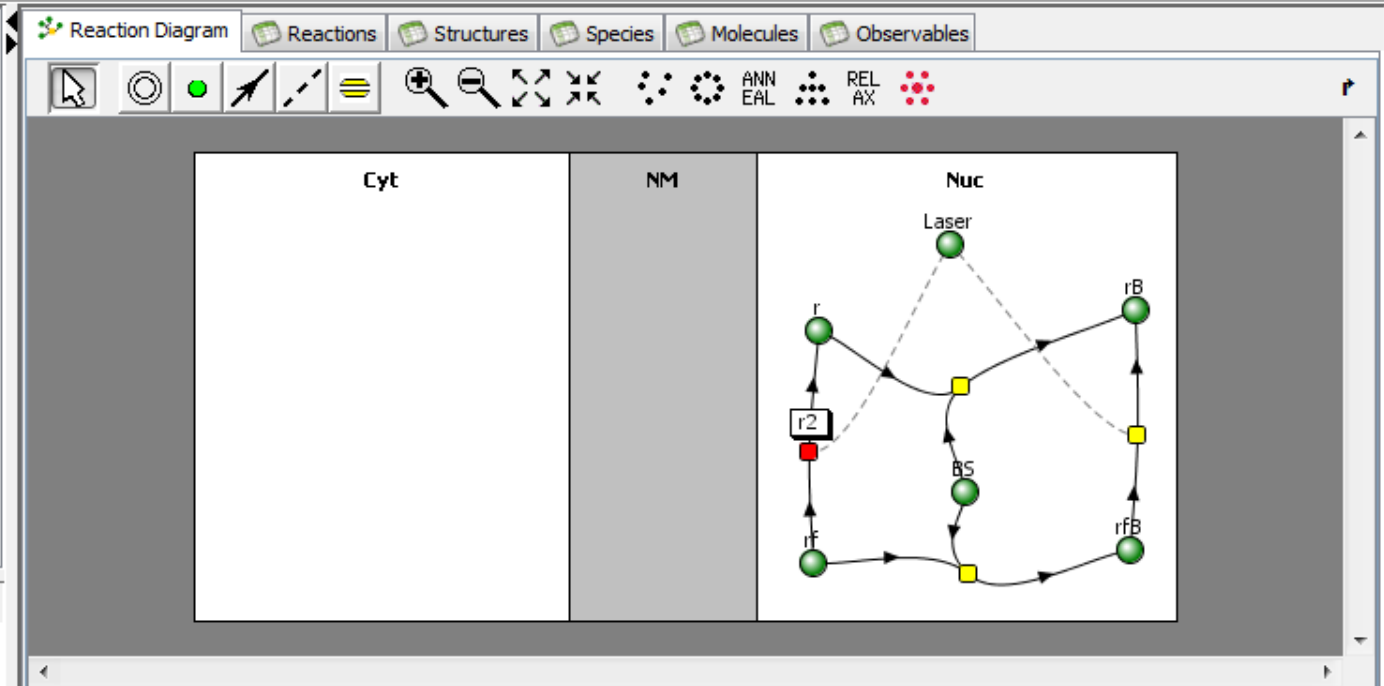 Reaction Diagram Reactions Structures Species Molecules Observables
ANN
EAL
REL
AX
Cyt NM Nuc
Laser
r
rB
r2
BS
rf
rfB